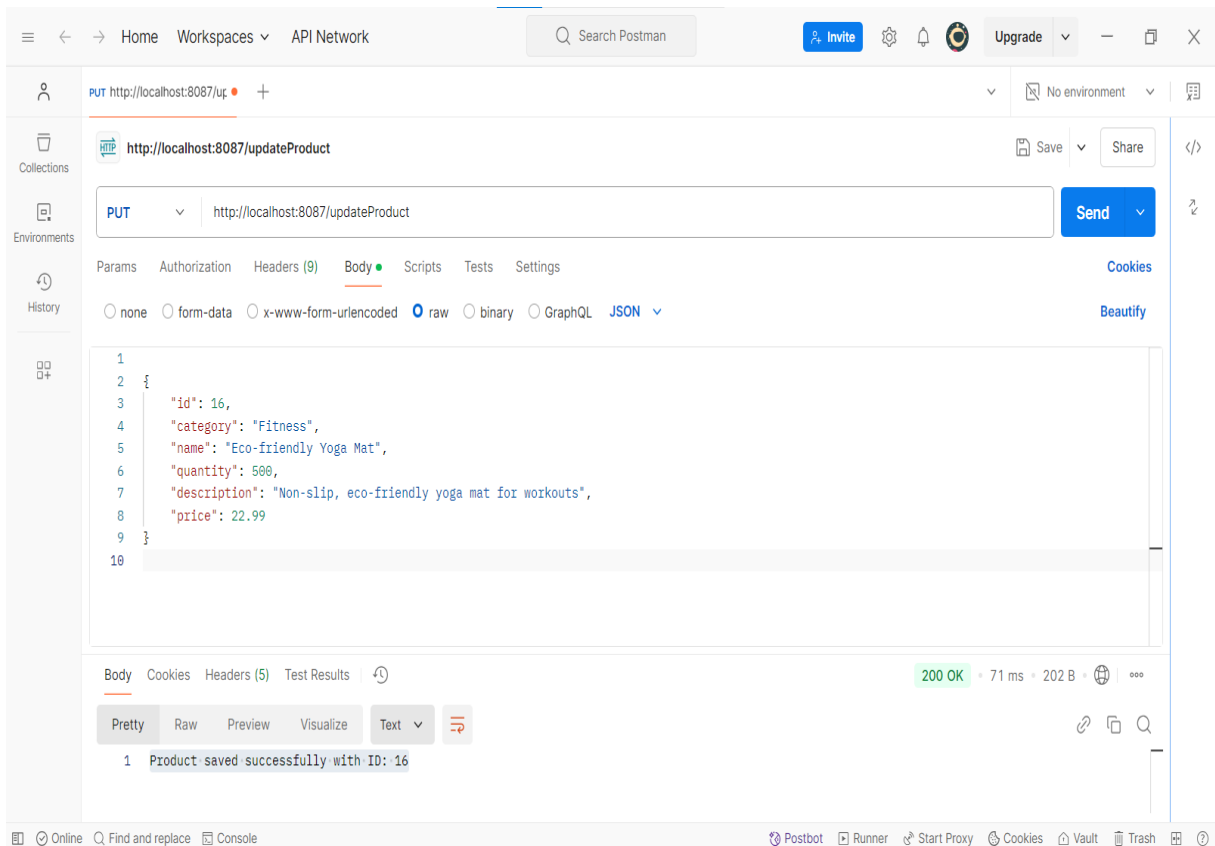 Home Workspaces API Network Search Postman Invite Upgrade
PUT http://localhost:8087/up No environment
HTTP http://localhost:8087/updateProduct Save Share
Collections
PUT http://localhost:8087/updateProduct Send
Environments
Params Authorization Headers (9) Body Scripts Tests Settings Cookies
History
none form-data x-www-form-urlencoded raw binary GraphQL JSON Beautify
1
2 {
3 "id": 16,
4 "category": "Fitness",
5 "name": "Eco-friendly Yoga Mat",
6 "quantity": 500,
7 "description": "Non-slip, eco-friendly yoga mat for workouts",
8 "price": 22.99
9 }
10
Body Cookies Headers (5) Test Results 200 OK 71 ms 202 B
Pretty Raw Preview Visualize Text
1 Product saved successfully with ID: 16
Online Find and replace Console Postbot Runner Start Proxy Cookies Vault Trash